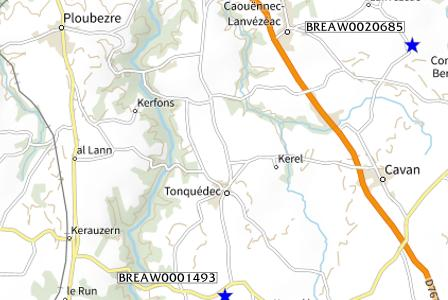 Caouënnec-
Lanvézéac
Ploubezre
BREAW0020685
Kerfons
al Lann
Kerel
Cavan
Tonquédec
Kerauzern
BREAW0001493
le Run